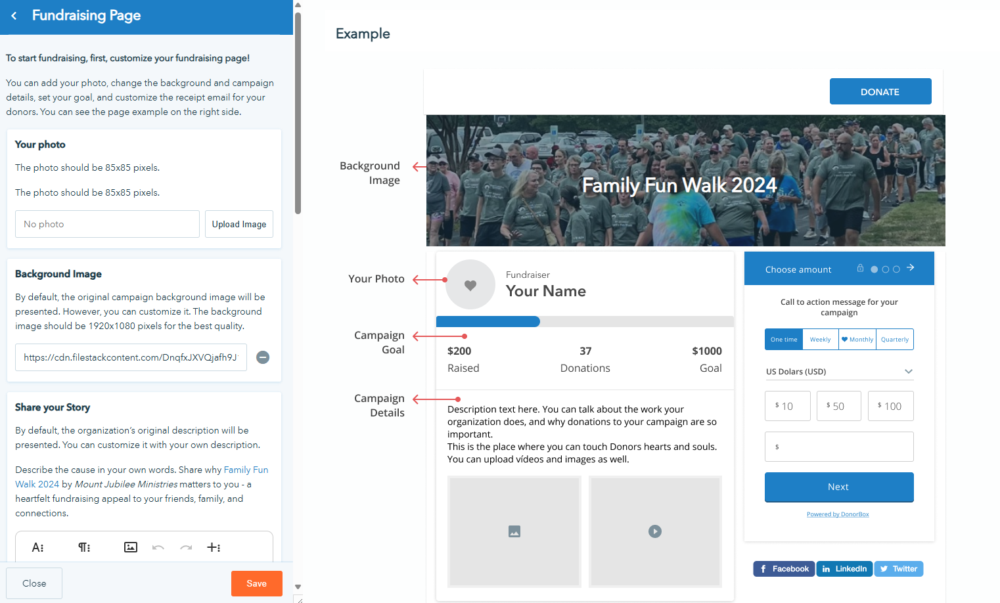 Fundraising Page
To start fundraising, first, customize your fundraising page!
You can add your photo, change the background and campaign
details, set your goal, and customize the receipt email for your
donors. You can see the page example on the right side.
Your photo
The photo should be 85x85 pixels.
The photo should be 85x85 pixels.
No photo
Upload Image
Background Image
By default, the original campaign background image will be
presented. However, you can customize it. The background
image should be 1920x1080 pixels for the best quality.
https://cdn.filestackcontent.com/DnqfxJXVQjafh9J
Share your Story
By default, the organization's original description will be
presented. You can customize it with your own description.
Describe the cause in your own words. Share why Family Fun
Walk 2024 by Mount Jubilee Ministries matters to you - a
heartfelt fundraising appeal to your friends, family, and
connections.
Close
Save
Example
DONATE
Background
Image
Family Fun Walk 2024
Your Photo
Fundraiser
Your Name
Campaign
Goal
$200
Raised
37
Donations
$1000
Goal
Campaign
Details
Description text here. You can talk about the work your
organization does, and why donations to your campaign are so
important.
This is the place where you can touch Donors hearts and souls.
You can upload vídeos and images as well.
Choose amount
Call to action message for your
campaign
One time
Weekly
Monthly
Quarterly
US Dolars (USD)
$ 10
$ 50
$ 100
$
Next
Powered by DonorBox
Facebook
LinkedIn
Twitter